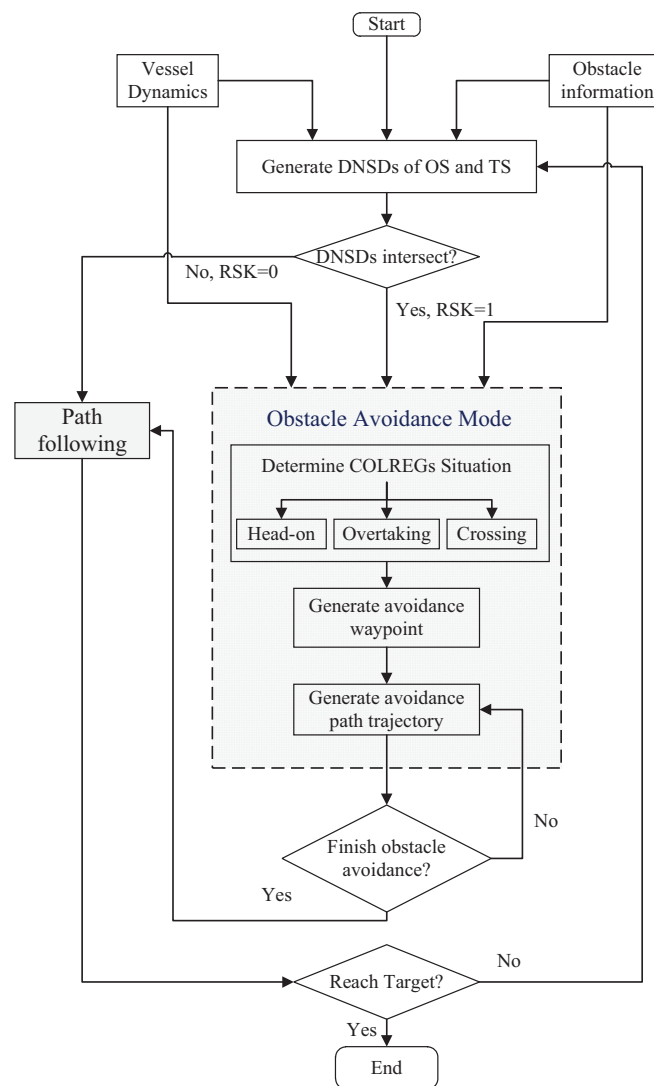 Start
Vessel
Dynamics
Obstacle
information
Generate DNSDs of OS and TS
DNSDs intersect?
No, RSK=0
Yes, RSK=1
Path
following
Obstacle Avoidance Mode
Determine COLREGs Situation
Head-on
Overtaking
Crossing
Generate avoidance
waypoint
Generate avoidance
path trajectory
No
Finish obstacle
avoidance?
Yes
No
Reach Target?
Yes
End